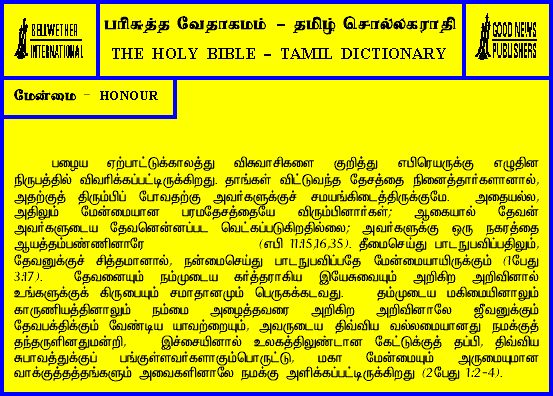 BELLWETHER
INTERNATIONAL
பரிசுத்த வேதாகமம் – தமிழ் சொல்லகராதி
THE HOLY BIBLE – TAMIL DICTIONARY
GOOD NEWS
PUBLISHERS
மேன்மை – HONOUR
பழைய ஏற்பாட்டுக்காலத்து விசுவாசிகளை குறித்து எபிரெயருக்கு எழுதின
நிருபத்தில் விவரிக்கப்பட்டிருக்கிறது. தாங்கள் விட்டுவந்த தேசத்தை நினைத்தார்களானால்,
அதற்குத் திரும்பிப் போவதற்கு அவர்களுக்குச் சமயங்கிடைத்திருக்குமே. அதையல்ல,
அதிலும் மேன்மையான பரமதேசத்தையே விரும்பினார்கள்; ஆகையால் தேவன்
அவர்களுடைய தேவனென்னப்பட வெட்கப்படுகிறதில்லை; அவர்களுக்கு ஒரு நகரத்தை
ஆயத்தம்பண்ணினாரே (எபி 11:15,16,35). தீமைசெய்து பாடநுபவிப்பதிலும்,
தேவனுக்குச் சித்தமானால், நன்மைசெய்து பாடநுபவிப்பதே மேன்மையாயிருக்கும் (1பேது
3:17). தேவனையும் நம்முடைய கர்த்தராகிய இயேசுவையும் அறிகிற அறிவினால்
உங்களுக்குக் கிருபையும் சமாதானமும் பெருகக்கடவது. தம்முடைய மகிமையினாலும்
காருணியத்தினாலும் நம்மை அழைத்தவரை அறிகிற அறிவினாலே ஜீவனுக்கும்
தேவபக்திக்கும் வேண்டிய யாவற்றையும், அவருடைய திவ்விய வல்லமையானது நமக்குத்
தந்தருளினதுமன்றி, இச்சையினால் உலகத்திலுண்டான கேட்டுக்குத் தப்பி, திவ்விய
சுபாவத்துக்குப் பங்குள்ளவர்களாகும்பொருட்டு, மகா மேன்மையும் அருமையுமான
வாக்குத்தத்தங்களும் அவைகளினாலே நமக்கு அளிக்கப்பட்டிருக்கிறது (2பேது 1:2-4).